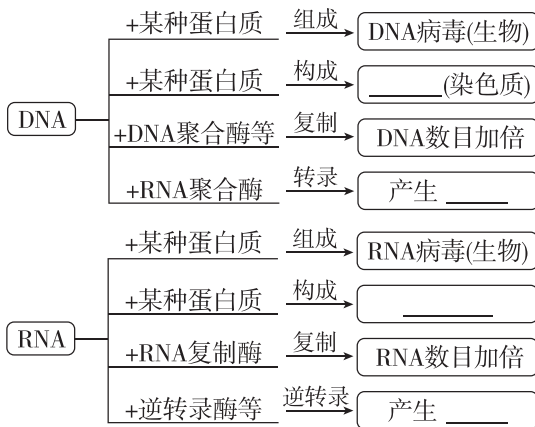 +某种蛋白质 组成 DNA病毒(生物)
+某种蛋白质 构成 ______(染色质)
DNA
+DNA聚合酶等 复制 DNA数目加倍
+RNA聚合酶 转录 产生 ______
+某种蛋白质 组成 RNA病毒(生物)
+某种蛋白质 构成 ________
RNA
+RNA复制酶 复制 RNA数目加倍
+逆转录酶等 逆转录 产生 ______